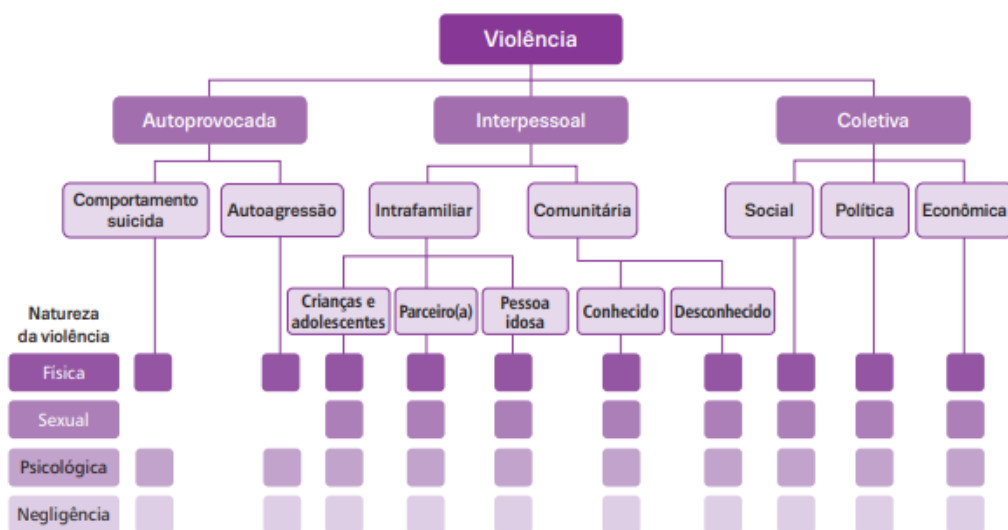 Violência
Autoprovocada
Interpessoal
Coletiva
Comportamento
suicida
Autoagressão
Intrafamiliar
Comunitária
Social
Política
Econômica
Crianças e
adolescentes
Parceiro(a)
Pessoa
idosa
Conhecido
Desconhecido
Natureza
da violência
Física
Sexual
Psicológica
Negligência